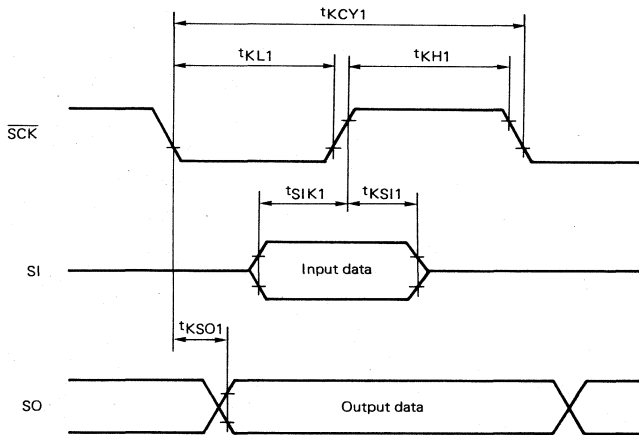 tKCY1
tKL1
tKH1
SCK
tSIK1
tKSI1
SI
Input data
tKSO1
SO
Output data